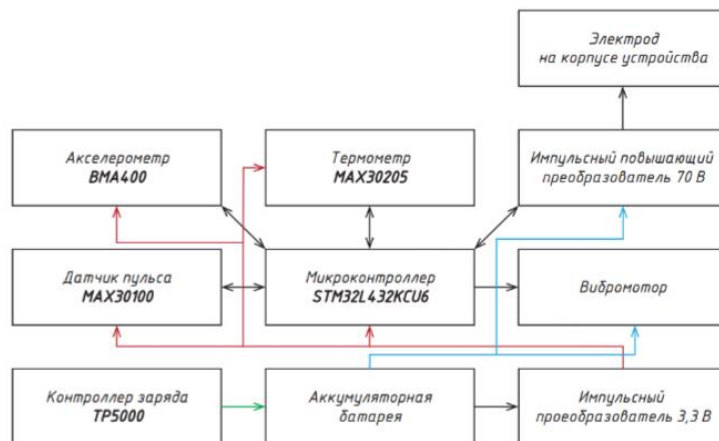 Электрод
на корпусе устройства
Акселерометр
BMA400
Термометр
MAX30205
Импульсный повышающий
преобразователь 70 В
Датчик пульса
MAX30100
Микроконтроллер
STM32L432KCU6
Вибромотор
Контроллер заряда
TP5000
Аккумуляторная
батарея
Импульсный
проеобразователь 3,3 В